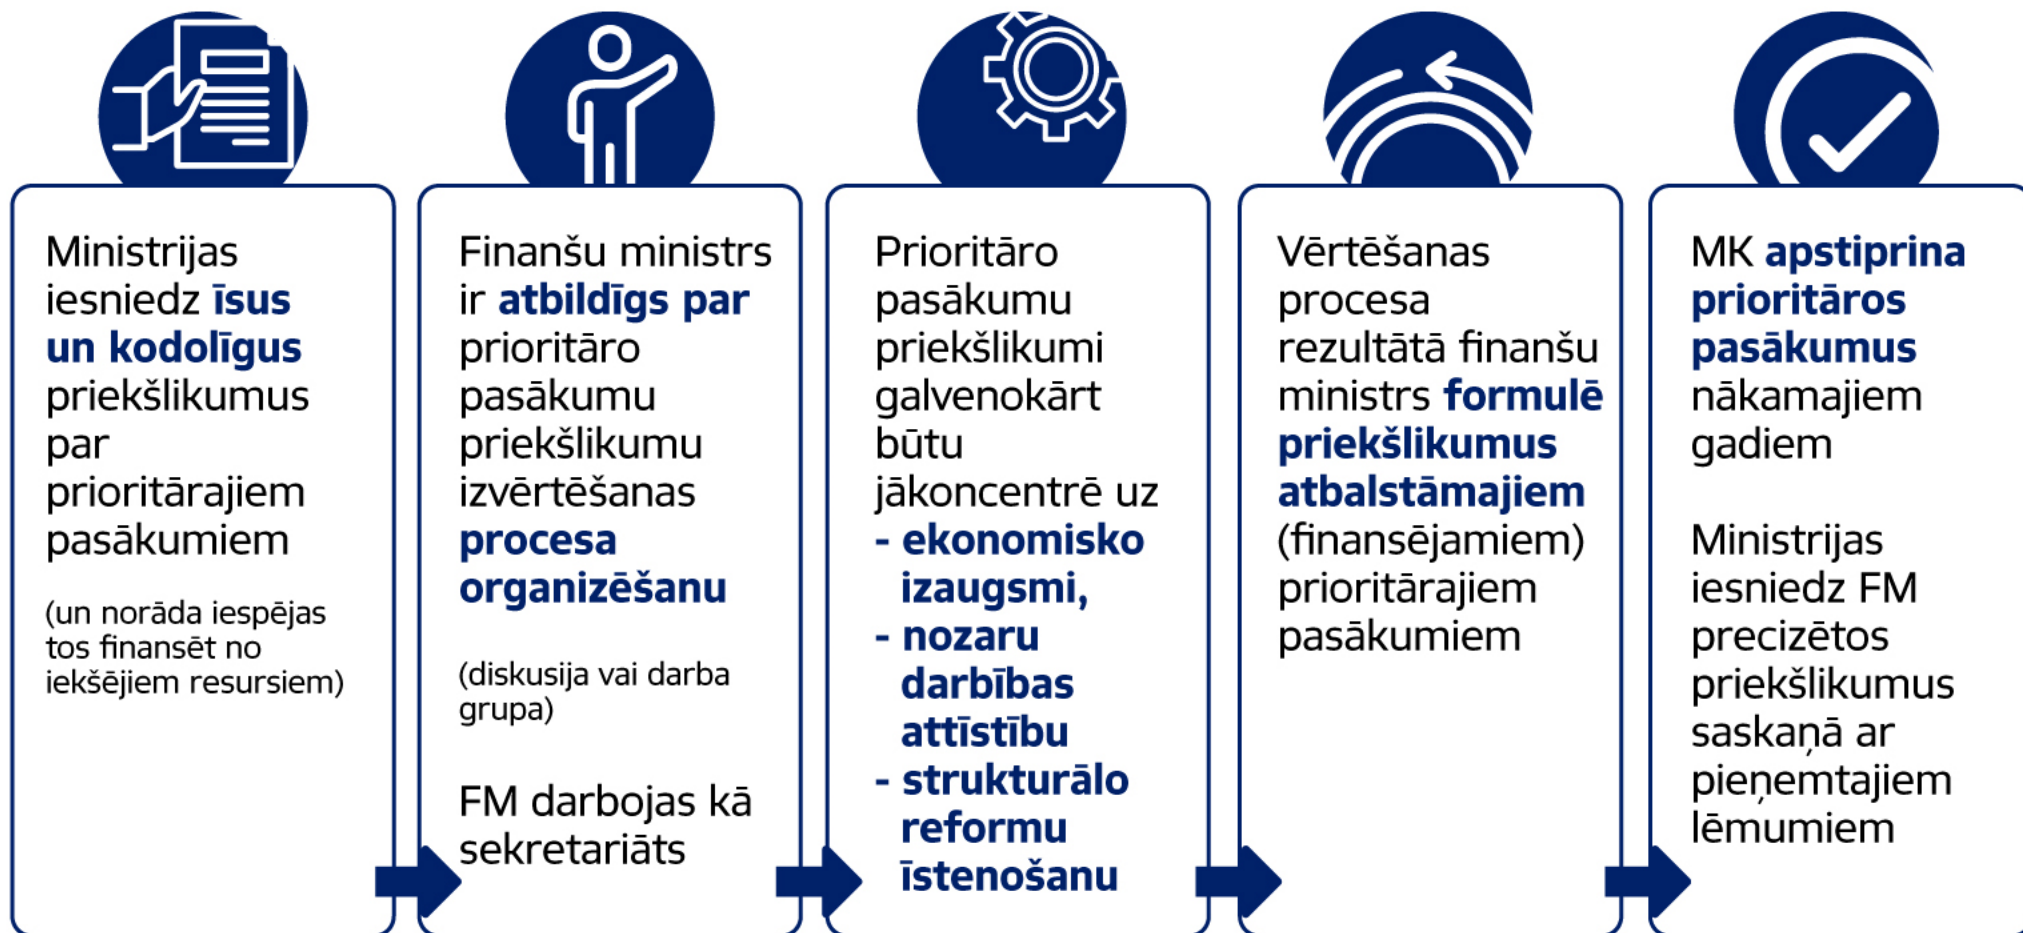 Ministrijas
iesniedz īsus
un kodolīgus
priekšlikumus
par
prioritārajiem
pasākumiem
(un norāda iespējas
tos finansēt no
iekšējiem resursiem)
Finanšu ministrs
ir atbildīgs par
prioritāro
pasākumu
priekšlikumu
izvērtēšanas
procesa
organizēšanu
(diskusija vai darba
grupa)
FM darbojas kā
sekretariāts
Prioritāro
pasākumu
priekšlikumi
galvenokārt
būtu
jākoncentrē uz
- ekonomisko
izaugsmi,
- nozaru
darbības
attīstību
- strukturālo
reformu
īstenošanu
Vērtēšanas
procesa
rezultātā finanšu
ministrs formulē
priekšlikumus
atbalstāmajiem
(finansējamiem)
prioritārajiem
pasākumiem
MK apstiprina
prioritāros
pasākumus
nākamajiem
gadiem
Ministrijas
iesniedz FM
precizētos
priekšlikumus
saskaņā ar
pieņemtajiem
lēmumiem